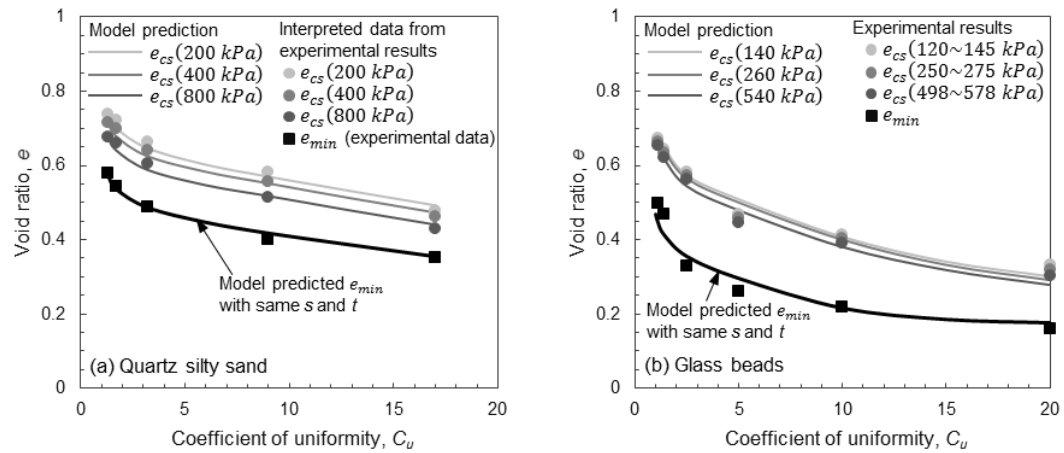 Model prediction
e_cs(200 kPa)
e_cs(400 kPa)
e_cs(800 kPa)
Interpreted data from
experimental results
e_cs(200 kPa)
e_cs(400 kPa)
e_cs(800 kPa)
e_min (experimental data)
Model predicted e_min
with same s and t
(a) Quartz silty sand
Void ratio, e
1
0.8
0.6
0.4
0.2
0
0
5
10
15
20
Coefficient of uniformity, C_u
Model prediction
e_cs(140 kPa)
e_cs(260 kPa)
e_cs(540 kPa)
Experimental results
e_cs(120~145 kPa)
e_cs(250~275 kPa)
e_cs(498~578 kPa)
e_min
Model predicted e_min
with same s and t
(b) Glass beads
Void ratio, e
1
0.8
0.6
0.4
0.2
0
0
5
10
15
20
Coefficient of uniformity, C_u